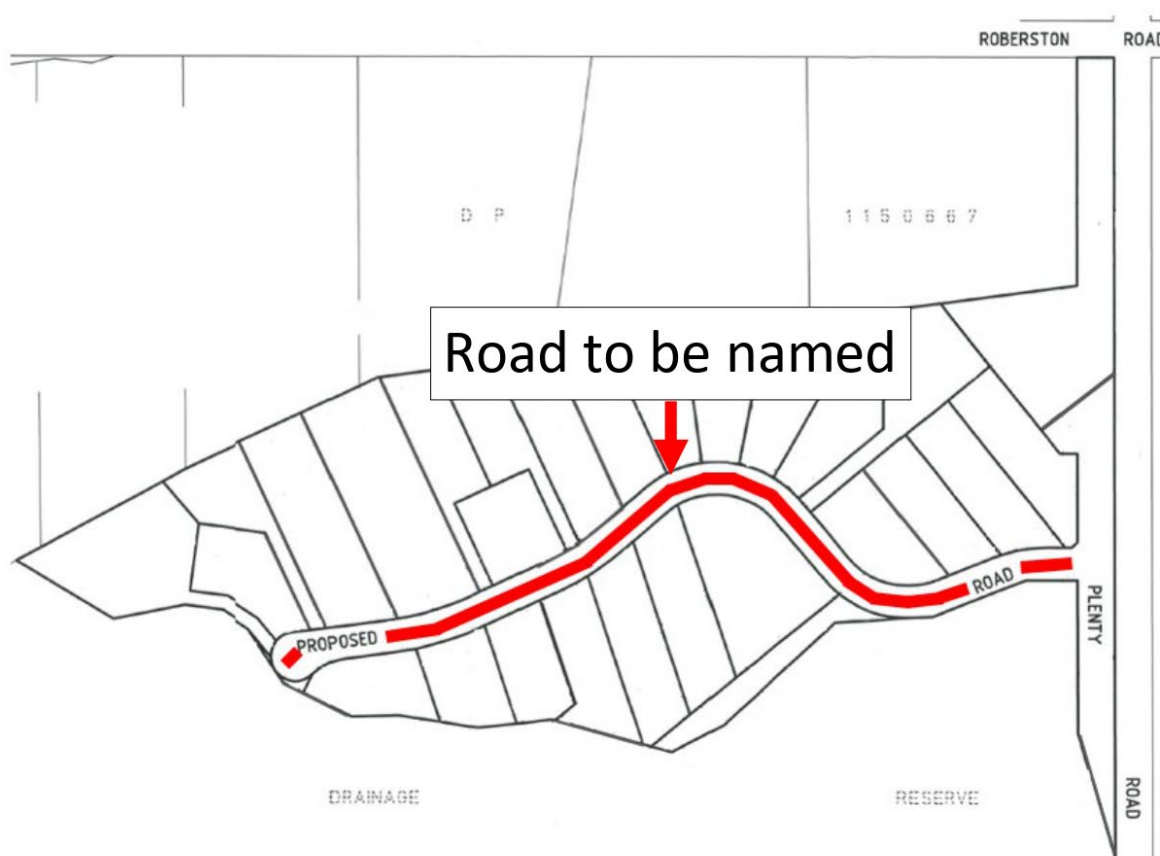 ROBERSTON ROAD
D P 1150667
Road to be named
PROPOSED ROAD
PLENTY ROAD
DRAINAGE RESERVE